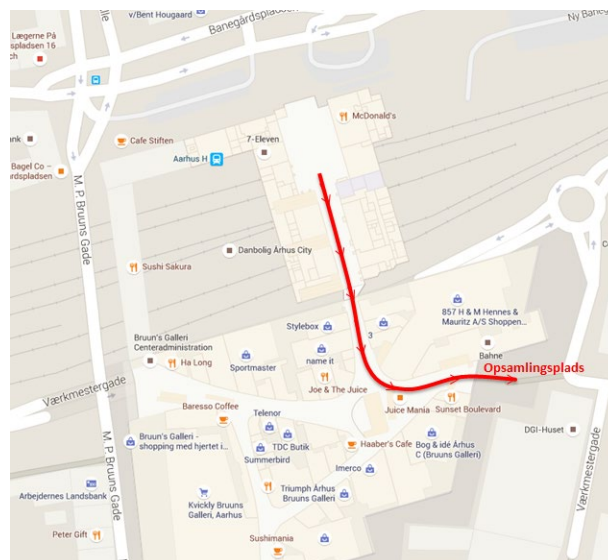 v/Bent Hougaard
Banegårdspladsen
Ny Baneg
Lægerne På
spladsen 16
ch
McDonald's
ank
Cafe Stiften
7-Eleven
Aarhus H
Bagel Co –
årdspladsen
M. P. Bruuns Gade
Danbolig Århus City
Sushi Sakura
857 H & M Hennes &
Mauritz A/S Shoppen...
Stylebox
3
Bruun's Galleri
Centeradministration
Ha Long
Sportmaster
name it
Bahne
Opsamlingsplads
Joe & The Juice
Værkmestergade
Baresso Coffee
Juice Mania
Sunset Boulevard
Telenor
DGI-Huset
Bruun's Galleri -
shopping med hjertet i...
TDC Butik
Haaber's Cafe
Bog & idé Århus
C (Bruuns Galleri)
Summerbird
Imerco
Værkmestergade
Arbejdernes Landsbank
M. P. Bruuns Gade
Triumph Århus
Bruuns Galleri
Kvickly Bruuns
Galleri, Aarhus
Peter Gift
Sushimania